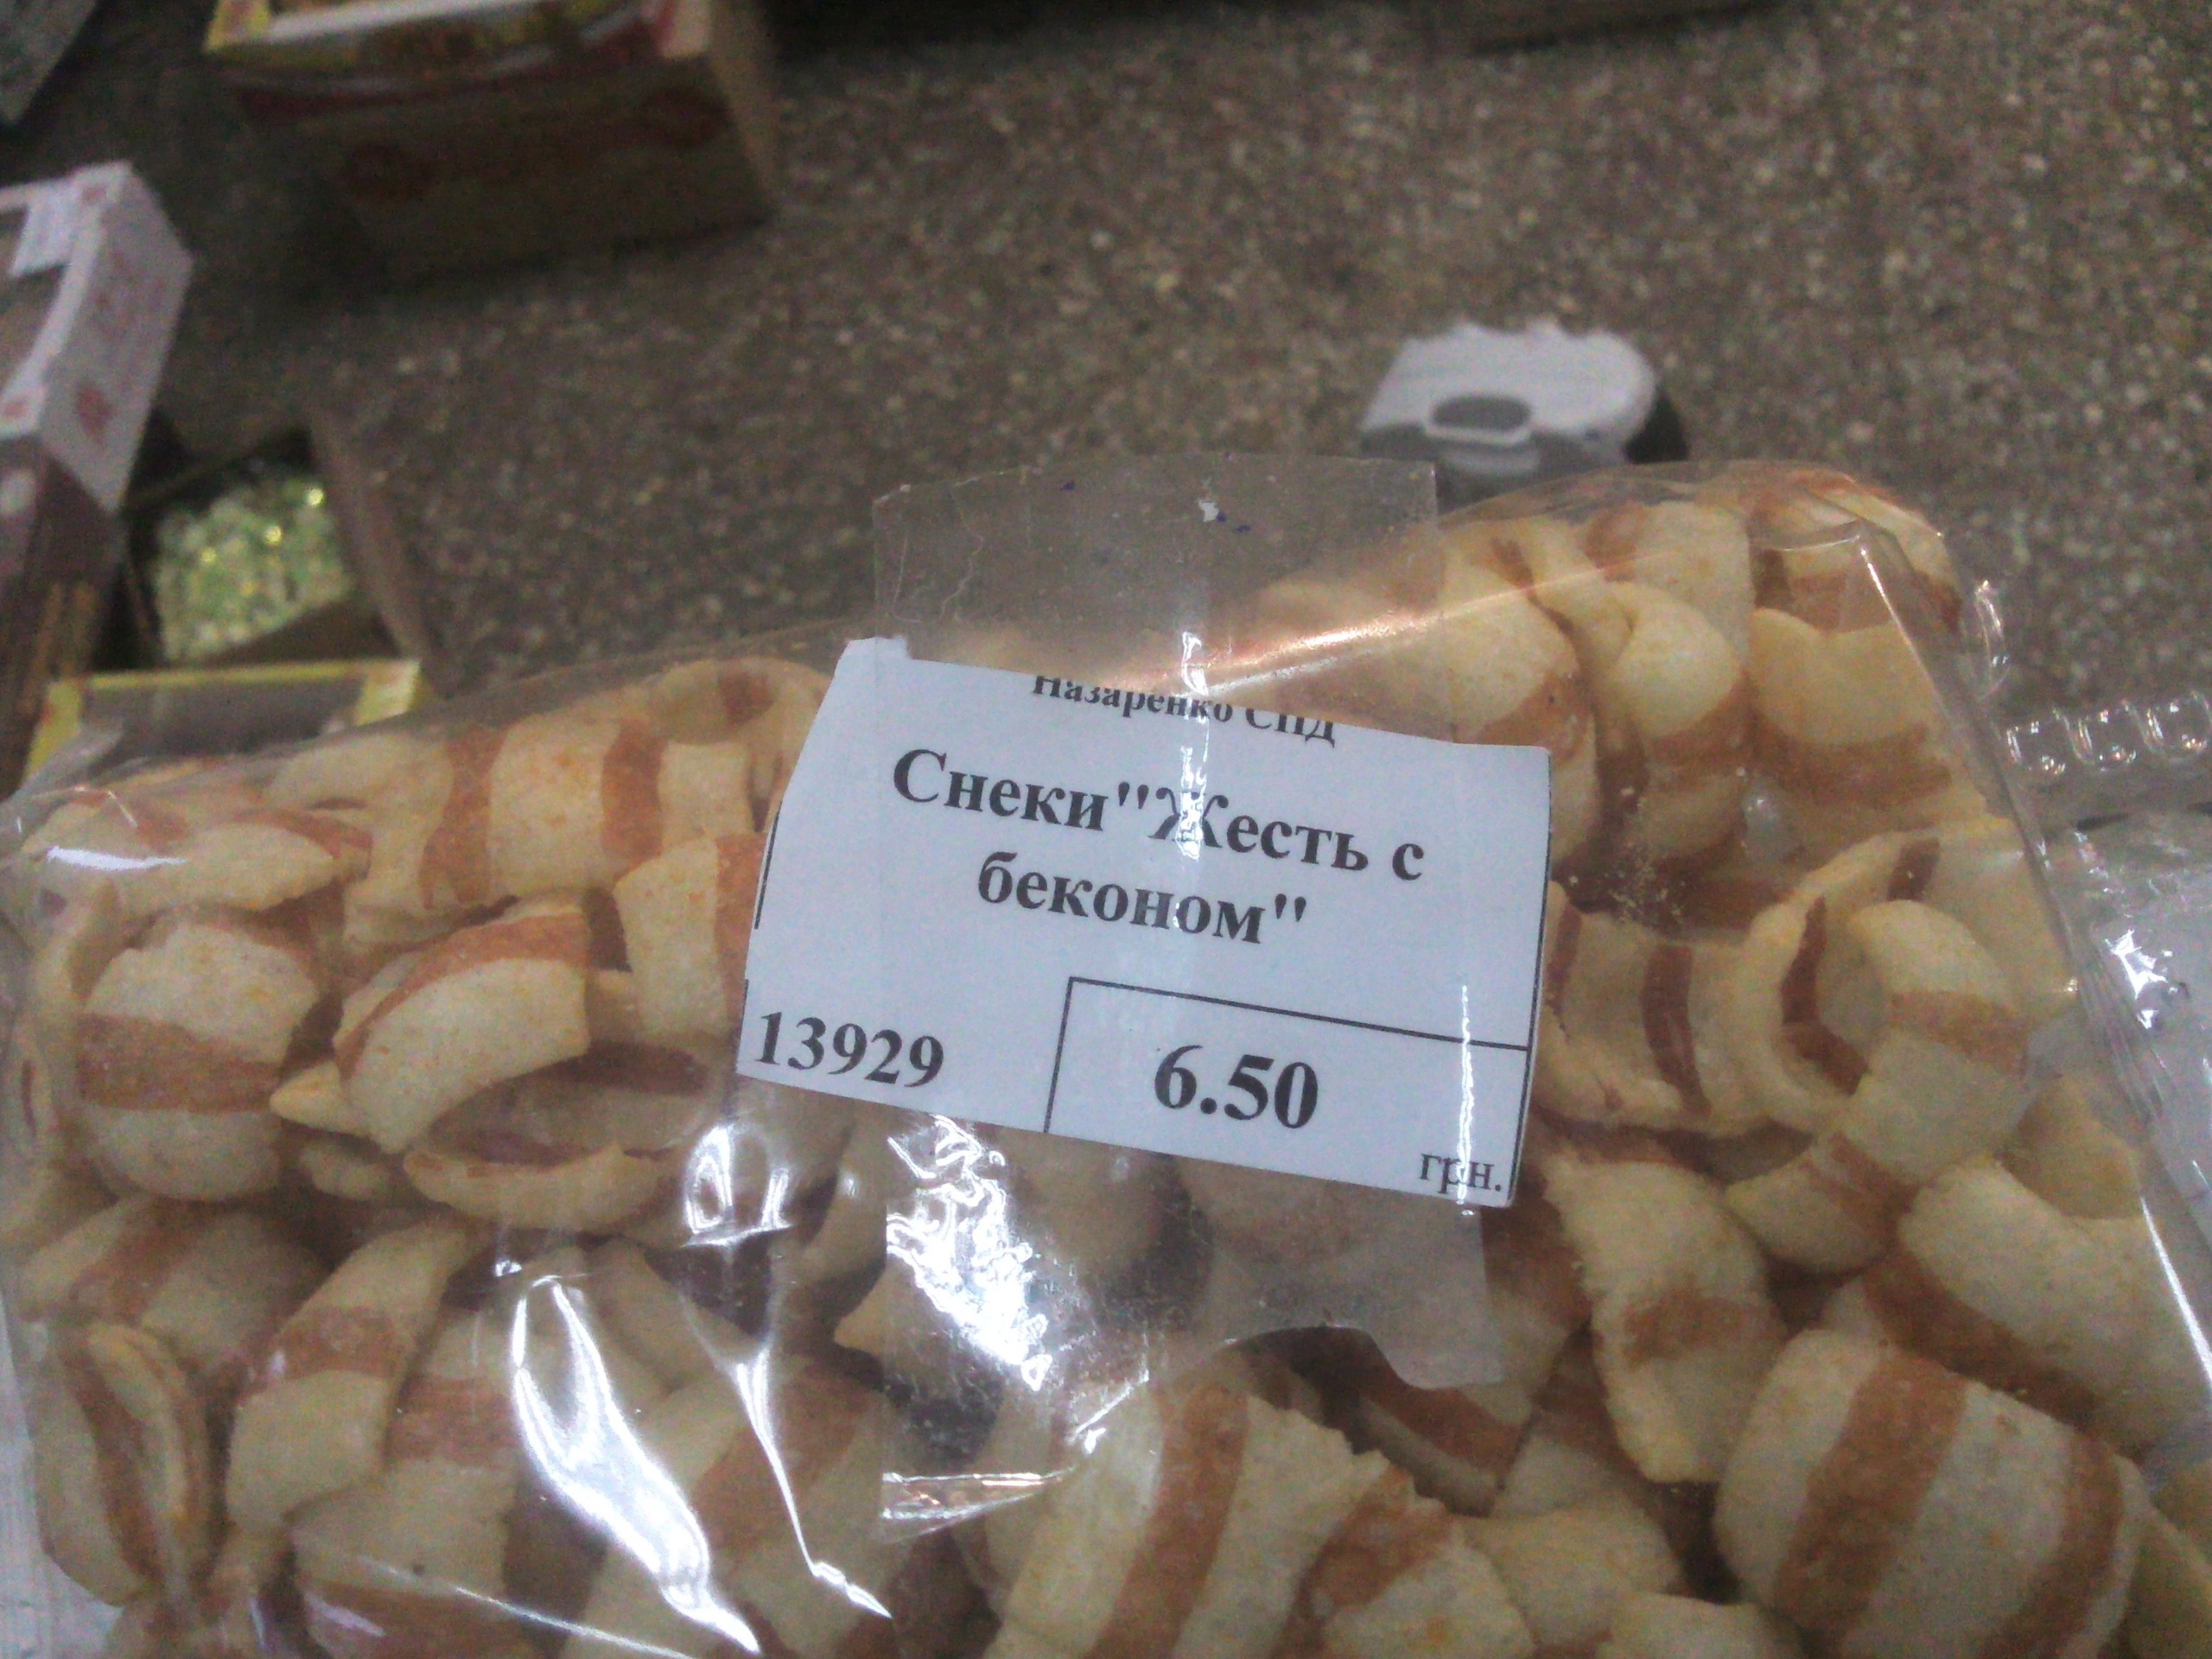 Назаренко СПД
Снеки"Жесть с
беконом"
13929
6.50
грн.